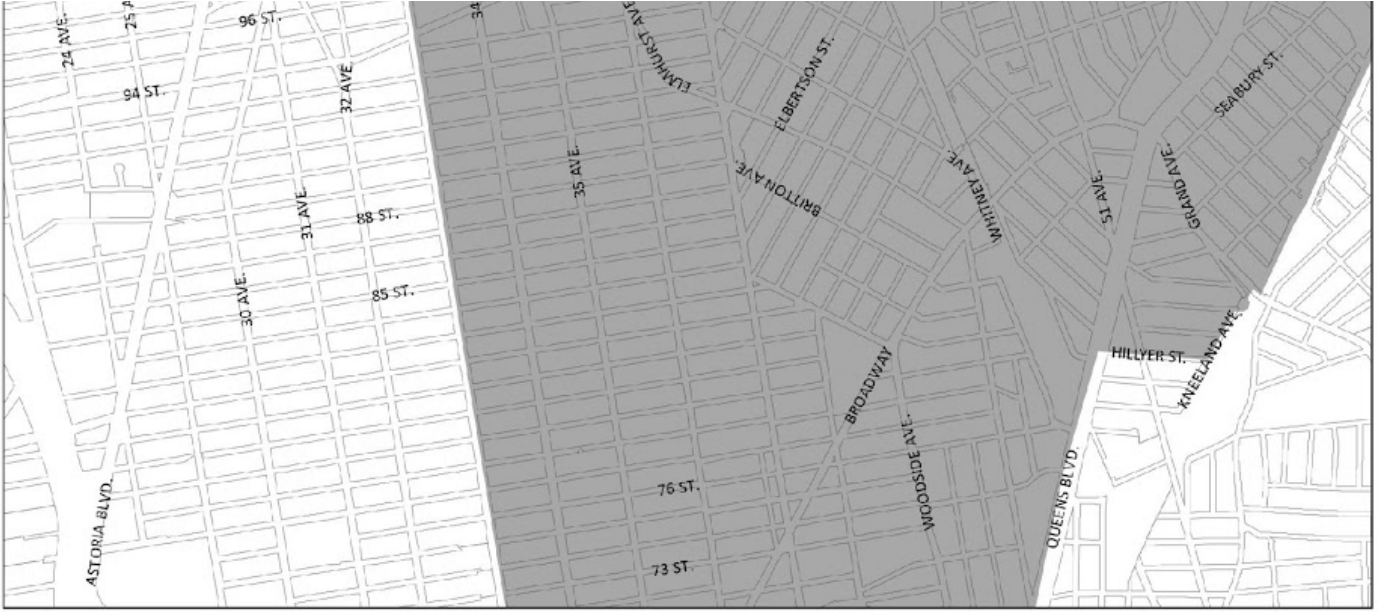 24 AVE.
25 A
96 ST.
34
ELMHURST AVE
94 ST.
32 AVE.
ELBERTSON ST.
SEABURY ST.
35 AVE.
BRITTON AVE.
WHITNEY AVE.
51 AVE.
GRAND AVE.
31 AVE.
88 ST.
30 AVE.
85 ST.
HILLYER ST.
KNEELAND AVE.
BROADWAY
WOODSIDE AVE.
76 ST.
QUEENS BLVD.
ASTORIA BLVD.
73 ST.